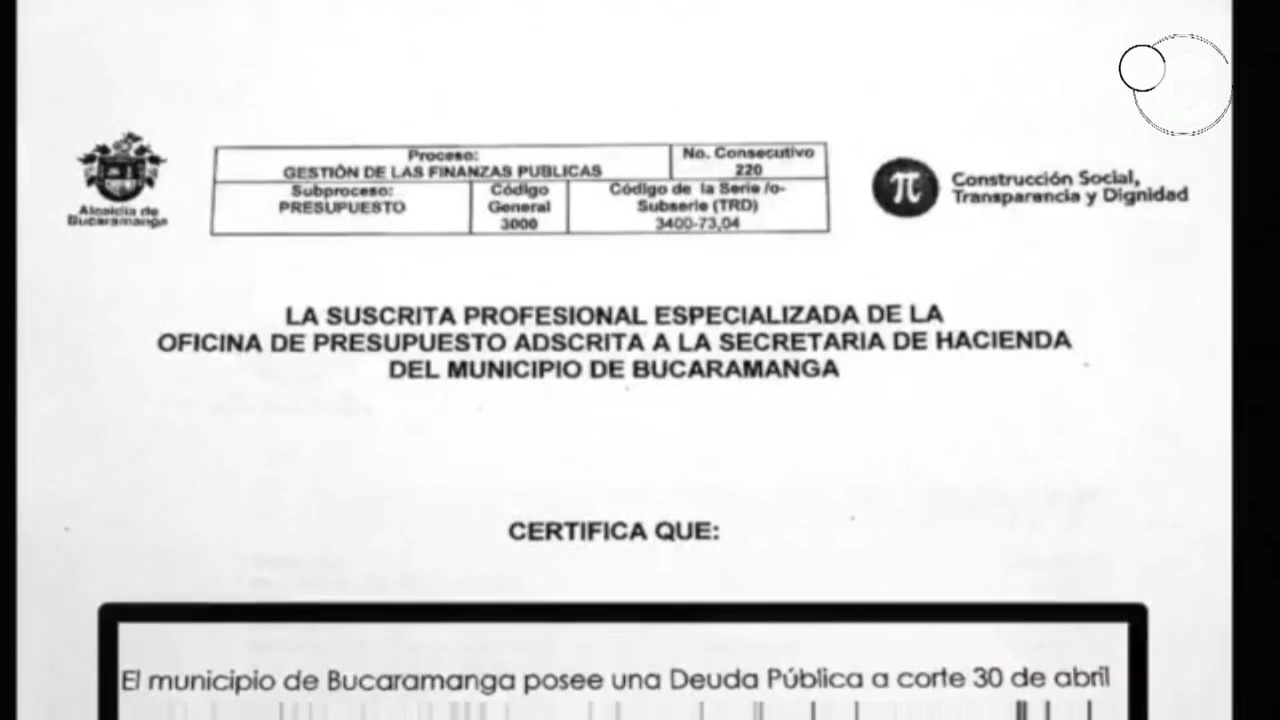 Alcaldía de
Bucaramanga
Proceso:
GESTIÓN DE LAS FINANZAS PUBLICAS
No. Consecutivo
220
Subproceso:
PRESUPUESTO
Código
General
3000
Código de la Serie /o-
Subserie (TRD)
3400-73,04
π
Construcción Social,
Transparencia y Dignidad
LA SUSCRITA PROFESIONAL ESPECIALIZADA DE LA
OFICINA DE PRESUPUESTO ADSCRITA A LA SECRETARIA DE HACIENDA
DEL MUNICIPIO DE BUCARAMANGA
CERTIFICA QUE:
El municipio de Bucaramanga posee una Deuda Pública a corte 30 de abril